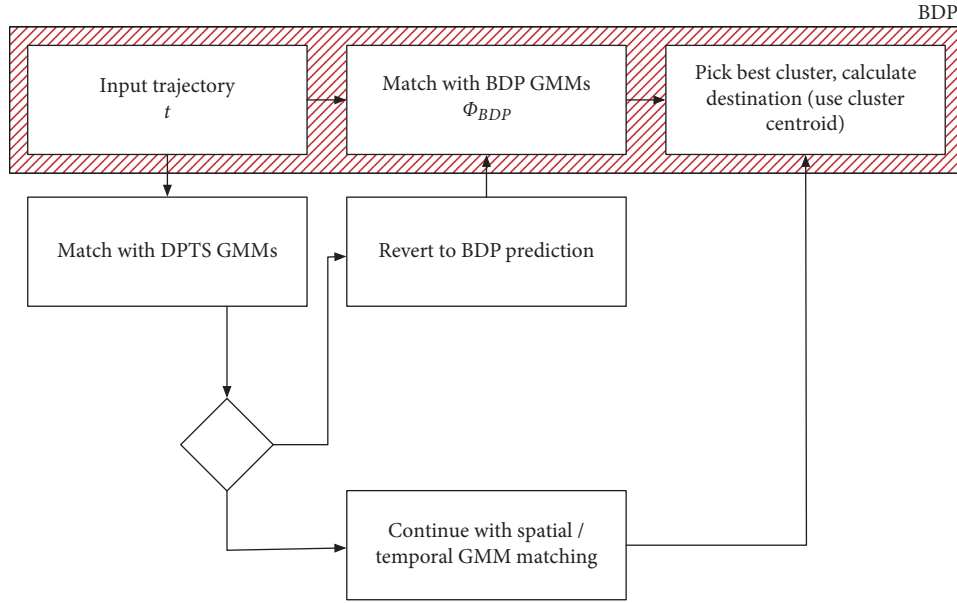 BDP
Input trajectory
t
Match with BDP GMMs
Φ_BDP
Pick best cluster, calculate
destination (use cluster
centroid)
Match with DPTS GMMs
Revert to BDP prediction
Continue with spatial /
temporal GMM matching